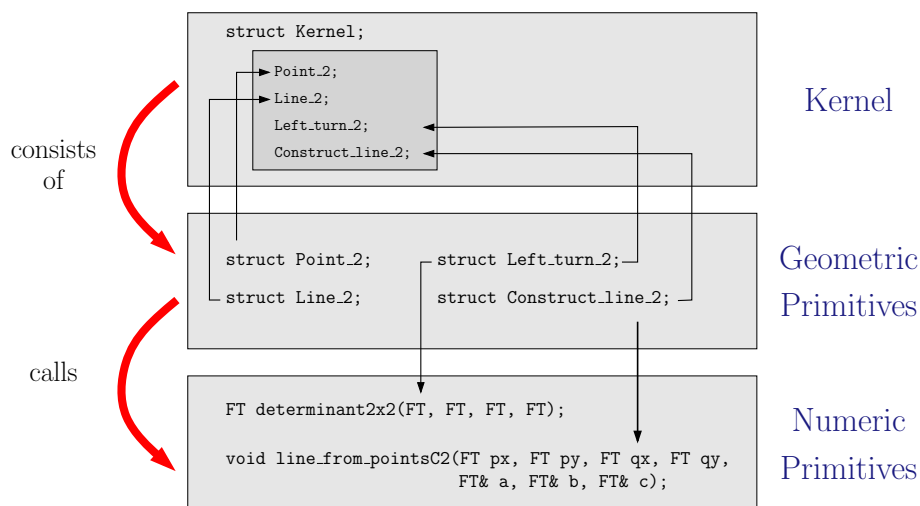 struct Kernel;
Point_2;
Line_2;
Left_turn_2;
Construct_line_2;
Kernel
consists
of
struct Point_2;
struct Left_turn_2;
struct Line_2;
struct Construct_line_2;
Geometric
Primitives
calls
FT determinant2x2(FT, FT, FT, FT);
void line_from_pointsC2(FT px, FT py, FT qx, FT qy,
FT& a, FT& b, FT& c);
Numeric
Primitives